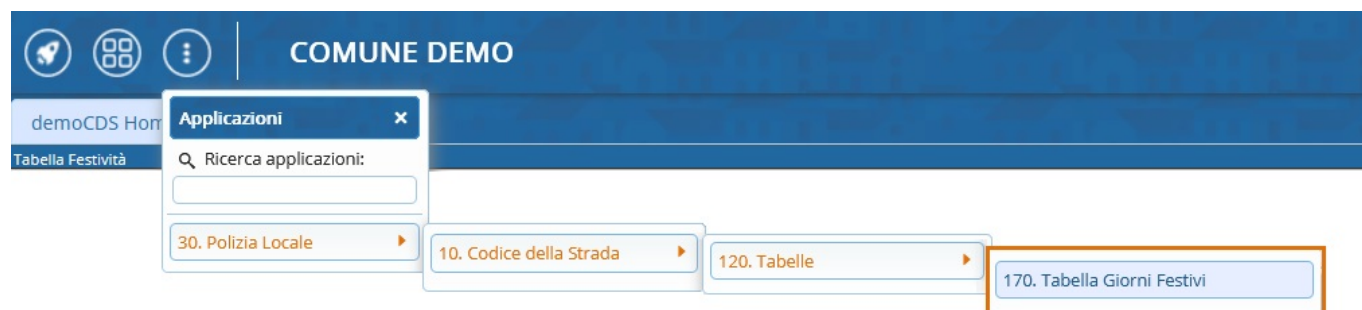 COMUNE DEMO
demoCDS Hom
Applicazioni ×
Tabella Festività
Ricerca applicazioni:
30. Polizia Locale
10. Codice della Strada
120. Tabelle
170. Tabella Giorni Festivi